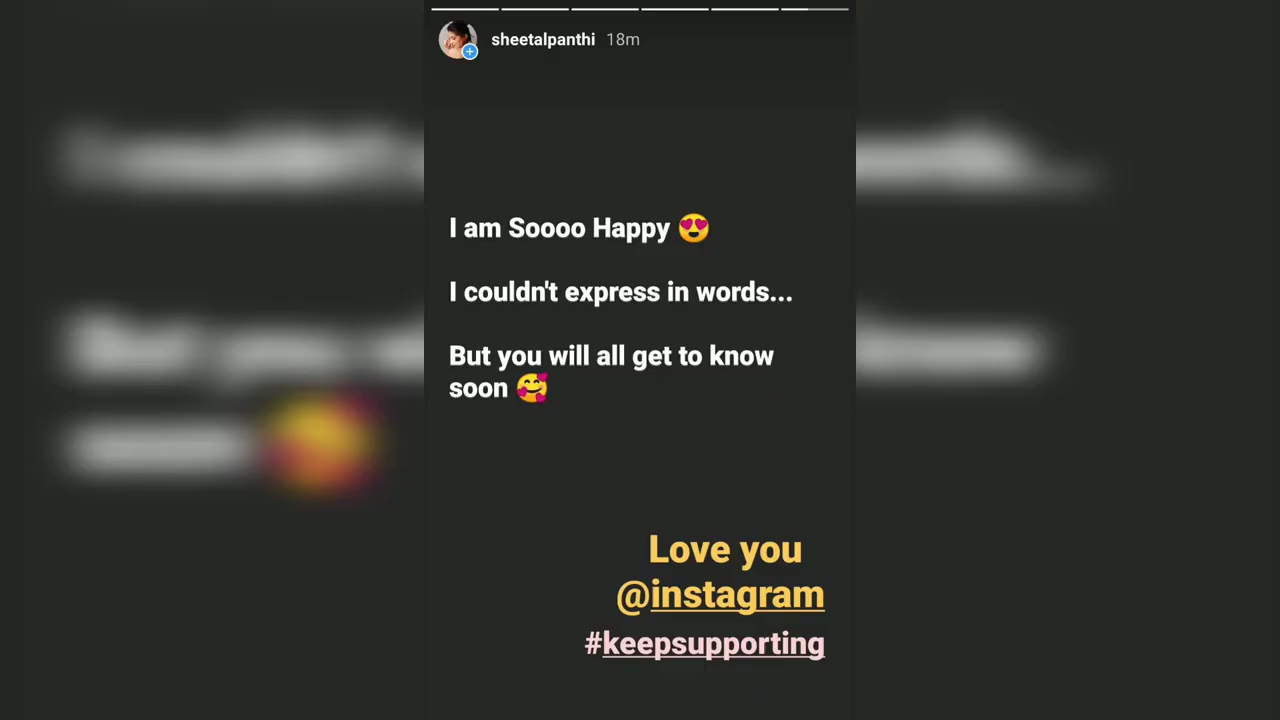 sheetalpanthi 18m
I am Soooo Happy 😍
I couldn't express in words...
But you will all get to know
soon 🥰
Love you
@instagram
#keepsupporting